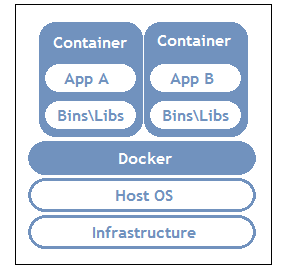 Container
App A
Bins\Libs
Container
App B
Bins\Libs
Docker
Host OS
Infrastructure